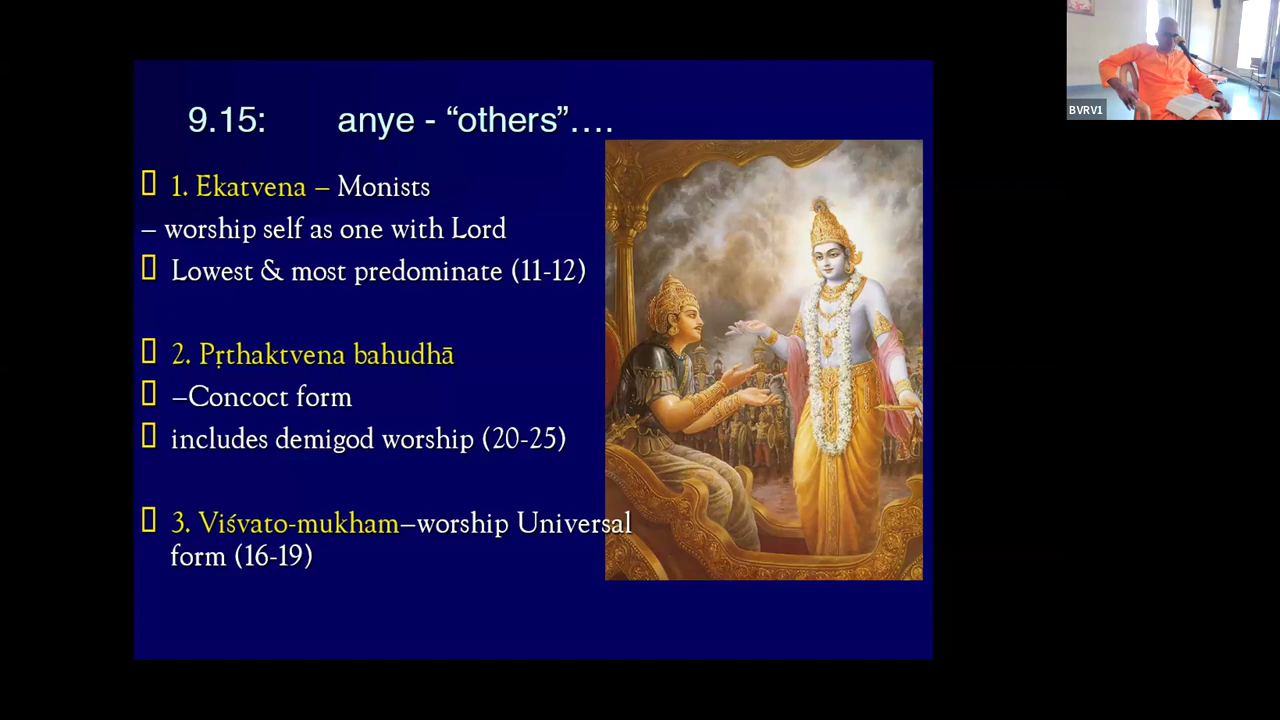 9.15: anye - “others”….
1. Ekatvena – Monists
– worship self as one with Lord
Lowest & most predominate (11-12)
2. Pṛthaktvena bahudhā
–Concoct form
includes demigod worship (20-25)
3. Viśvato-mukham–worship Universal
form (16-19)
BVRV1